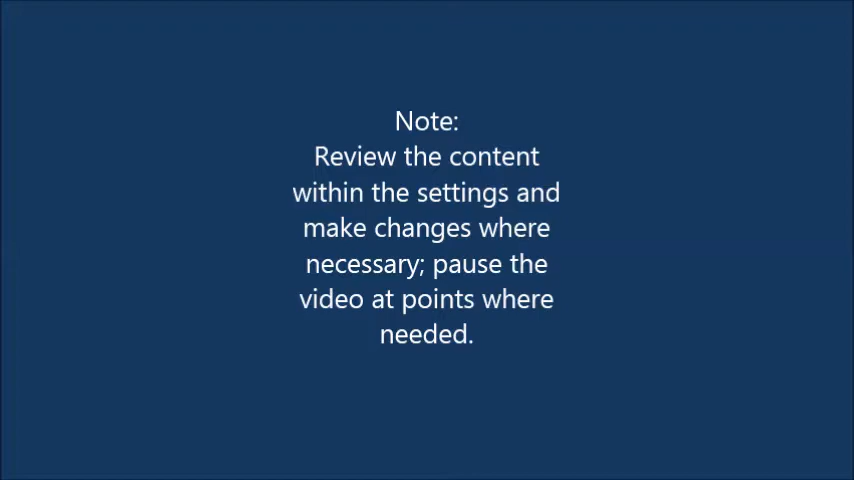 Note:
Review the content
within the settings and
make changes where
necessary; pause the
video at points where
needed.